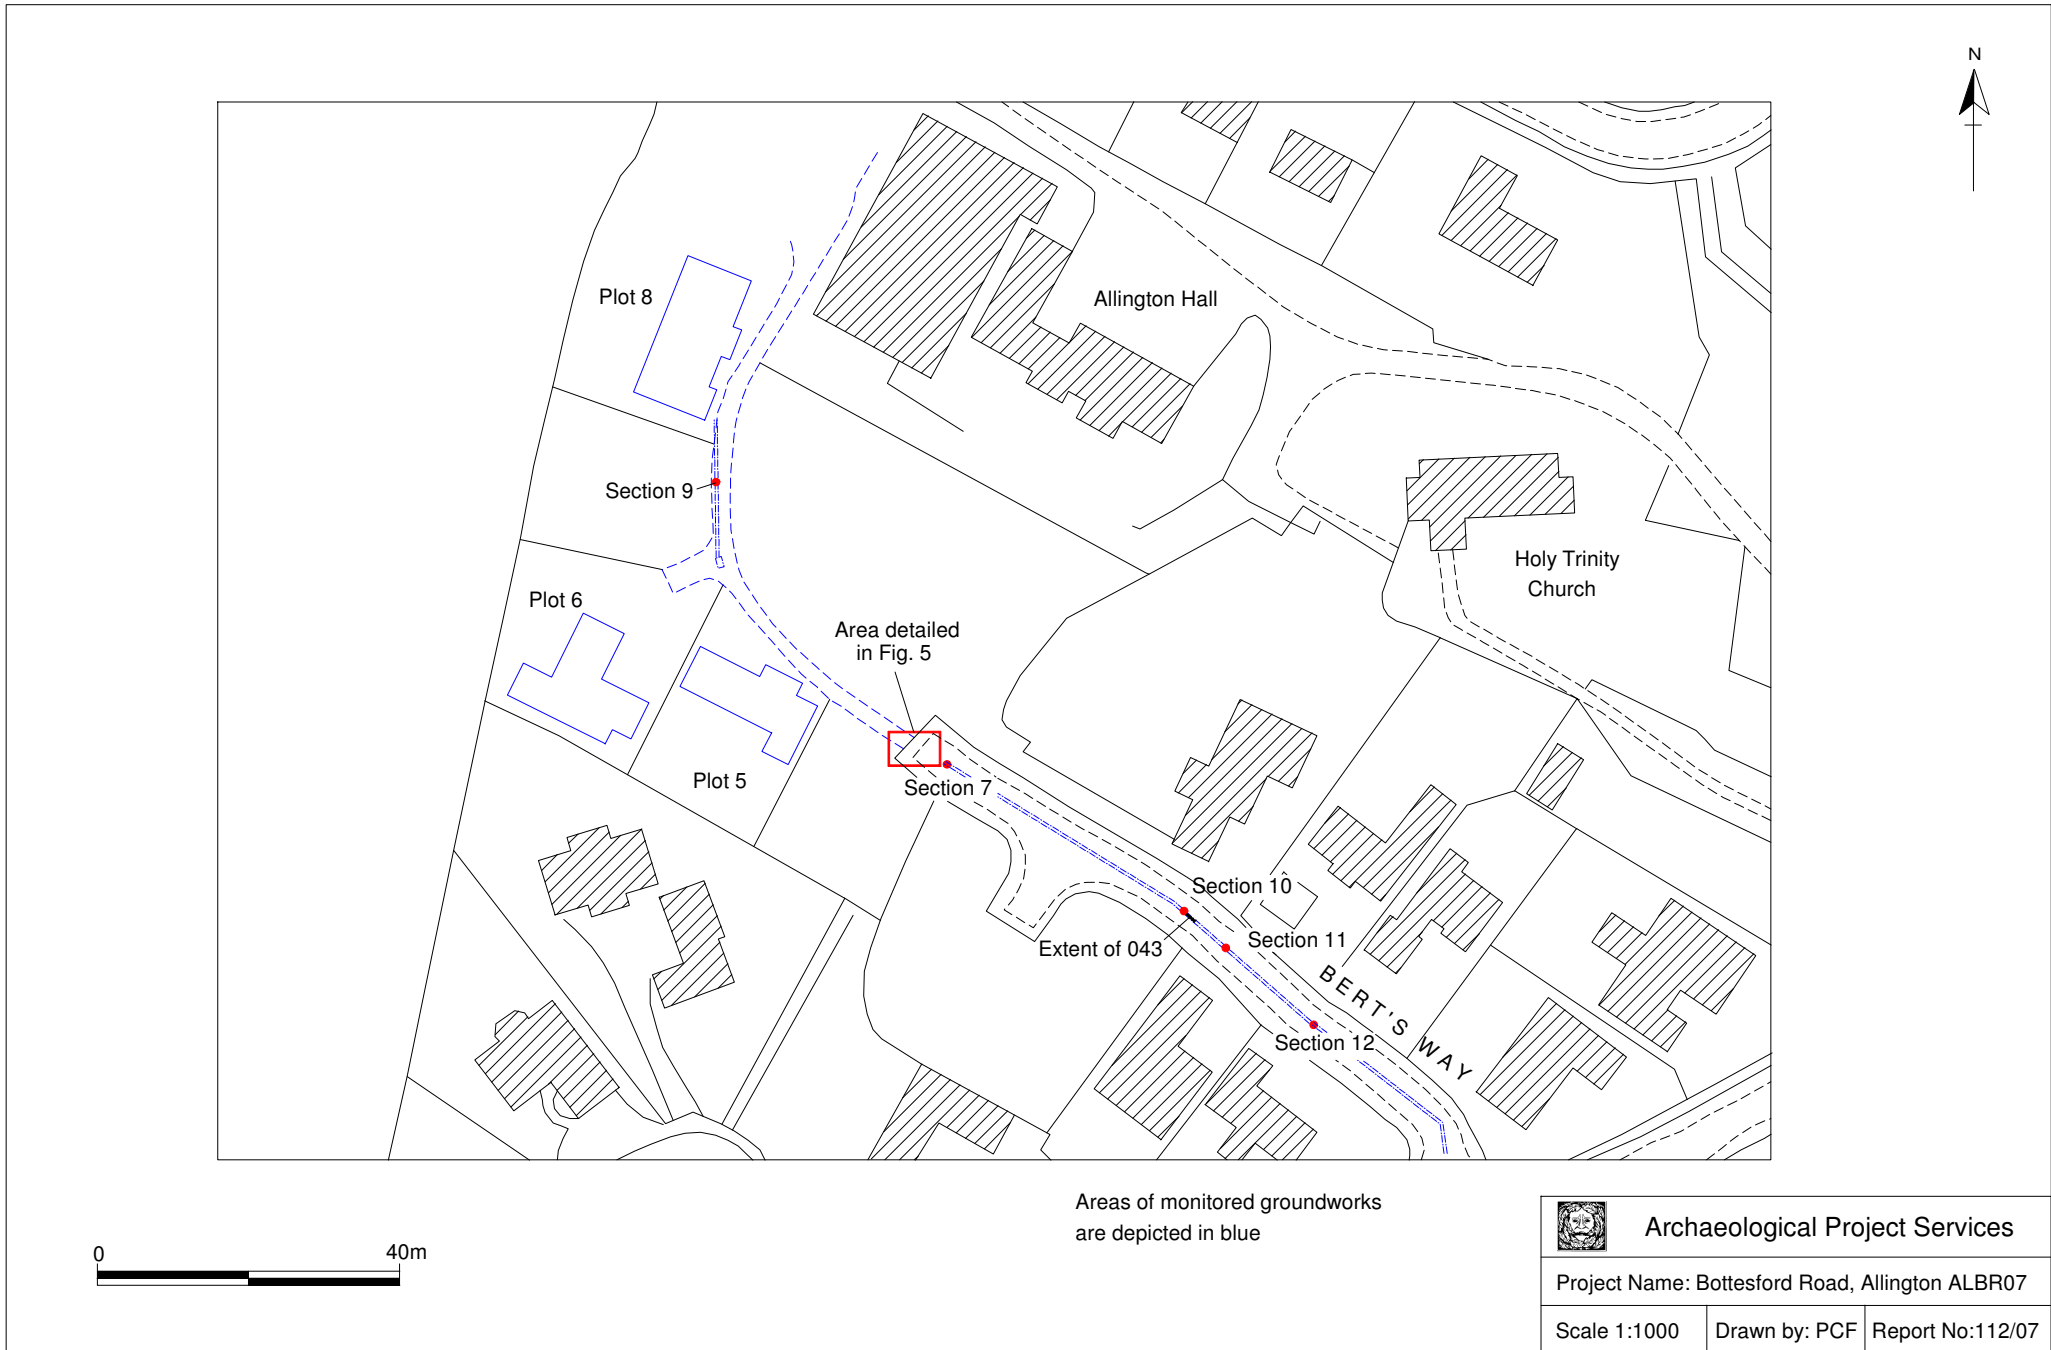 N
Plot 8
Allington Hall
Section 9
Holy Trinity
Church
Plot 6
Area detailed
in Fig. 5
Plot 5
Section 7
Section 10
Section 11
Extent of 043
BERT'S WAY
Section 12
Areas of monitored groundworks
are depicted in blue
0 40m
Archaeological Project Services
Project Name: Bottesford Road, Allington ALBR07
Scale 1:1000
Drawn by: PCF
Report No:112/07